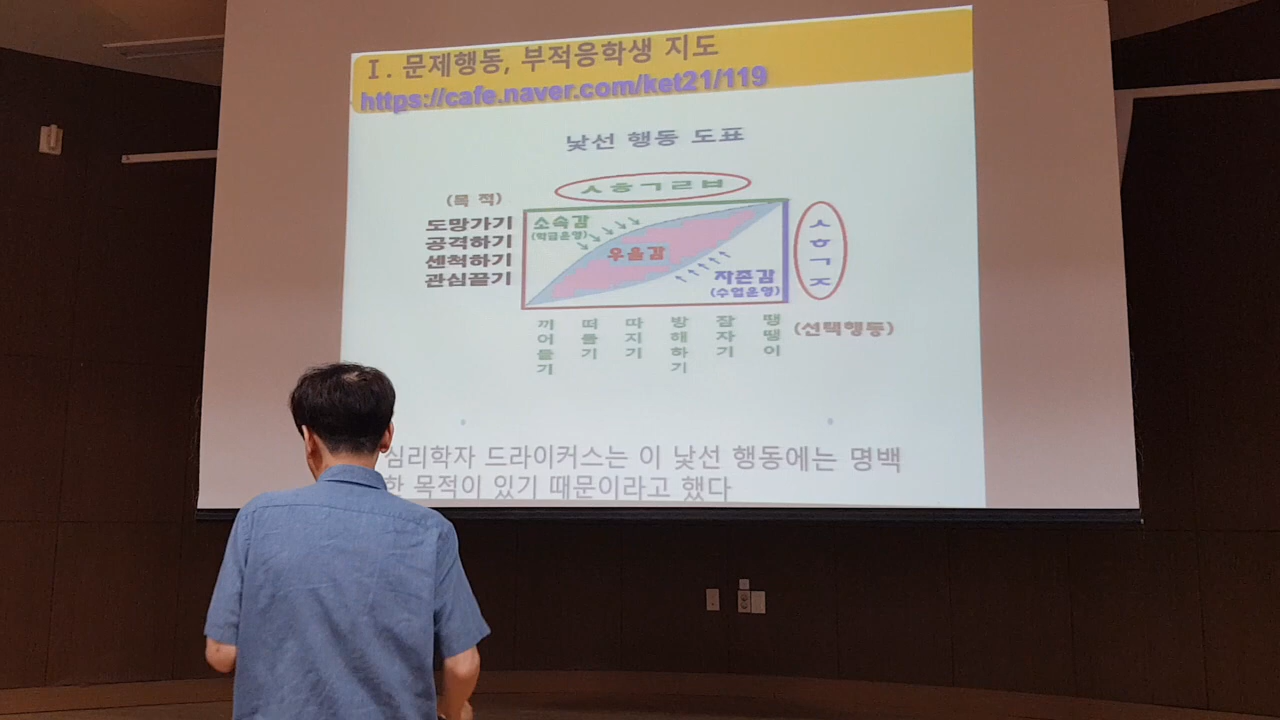 Ⅰ. 문제행동, 부적응학생 지도
https://cafe.naver.com/ket21/119
낯선 행동 도표
ㅅㅎㄱㄹㅂ
(목 적)
도망가기
공격하기
센척하기
관심끌기
소속감
(학급운영)
우울감
자존감
(수업운영)
ㅅㅎㄱㅈ
끼어들기
떠들기
따지기
방해하기
잠자기
땡땡이
(선택행동)
심리학자 드라이커스는 이 낯선 행동에는 명백
한 목적이 있기 때문이라고 했다